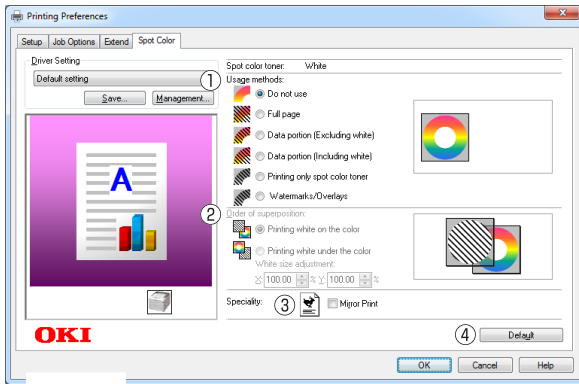 Printing Preferences
Setup Job Options Extend Spot Color
Driver Setting
Default setting
Save... Management...
A
OKI
Spot color toner: White
① Usage methods:
Do not use
Full page
Data portion (Excluding white)
Data portion (Including white)
Printing only spot color toner
Watermarks/Overlays
② Order of superposition:
Printing white on the color
Printing white under the color
White size adjustment:
X: 100.00 % Y: 100.00 %
Speciality: ③ Mirror Print
④ Default
OK Cancel Help